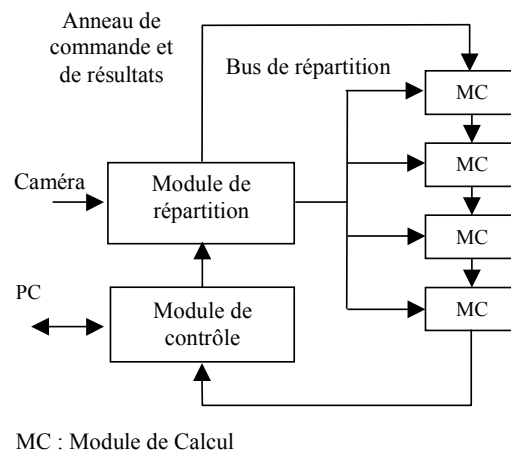 Anneau de
commande et
de résultats
Bus de répartition
MC
MC
MC
MC
Caméra
Module de
répartition
PC
Module de
contrôle
MC : Module de Calcul